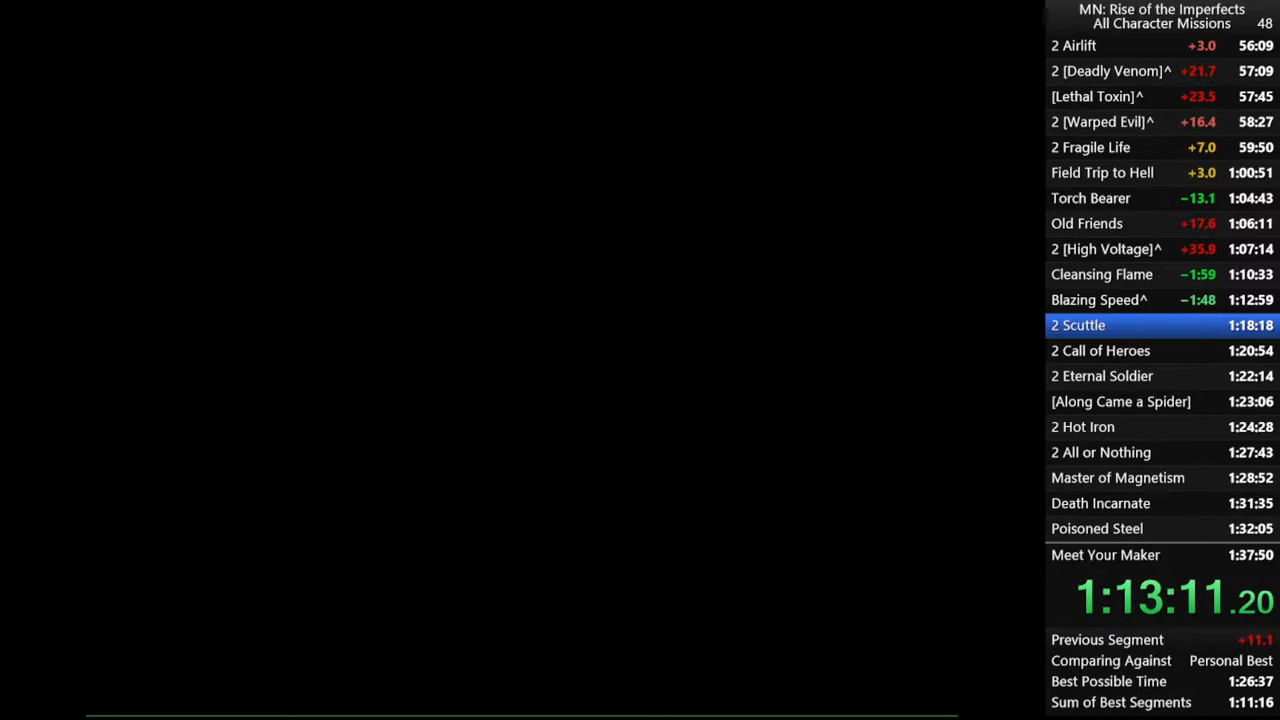 MN: Rise of the Imperfects
All Character Missions 48
2 Airlift +3.0 56:09
2 [Deadly Venom]^ +21.7 57:09
[Lethal Toxin]^ +23.5 57:45
2 [Warped Evil]^ +16.4 58:27
2 Fragile Life +7.0 59:50
Field Trip to Hell +3.0 1:00:51
Torch Bearer −13.1 1:04:43
Old Friends +17.6 1:06:11
2 [High Voltage]^ +35.9 1:07:14
Cleansing Flame −1:59 1:10:33
Blazing Speed^ −1:48 1:12:59
2 Scuttle 1:18:18
2 Call of Heroes 1:20:54
2 Eternal Soldier 1:22:14
[Along Came a Spider] 1:23:06
2 Hot Iron 1:24:28
2 All or Nothing 1:27:43
Master of Magnetism 1:28:52
Death Incarnate 1:31:35
Poisoned Steel 1:32:05
Meet Your Maker 1:37:50
1:13:11.20
Previous Segment +11.1
Comparing Against Personal Best
Best Possible Time 1:26:37
Sum of Best Segments 1:11:16